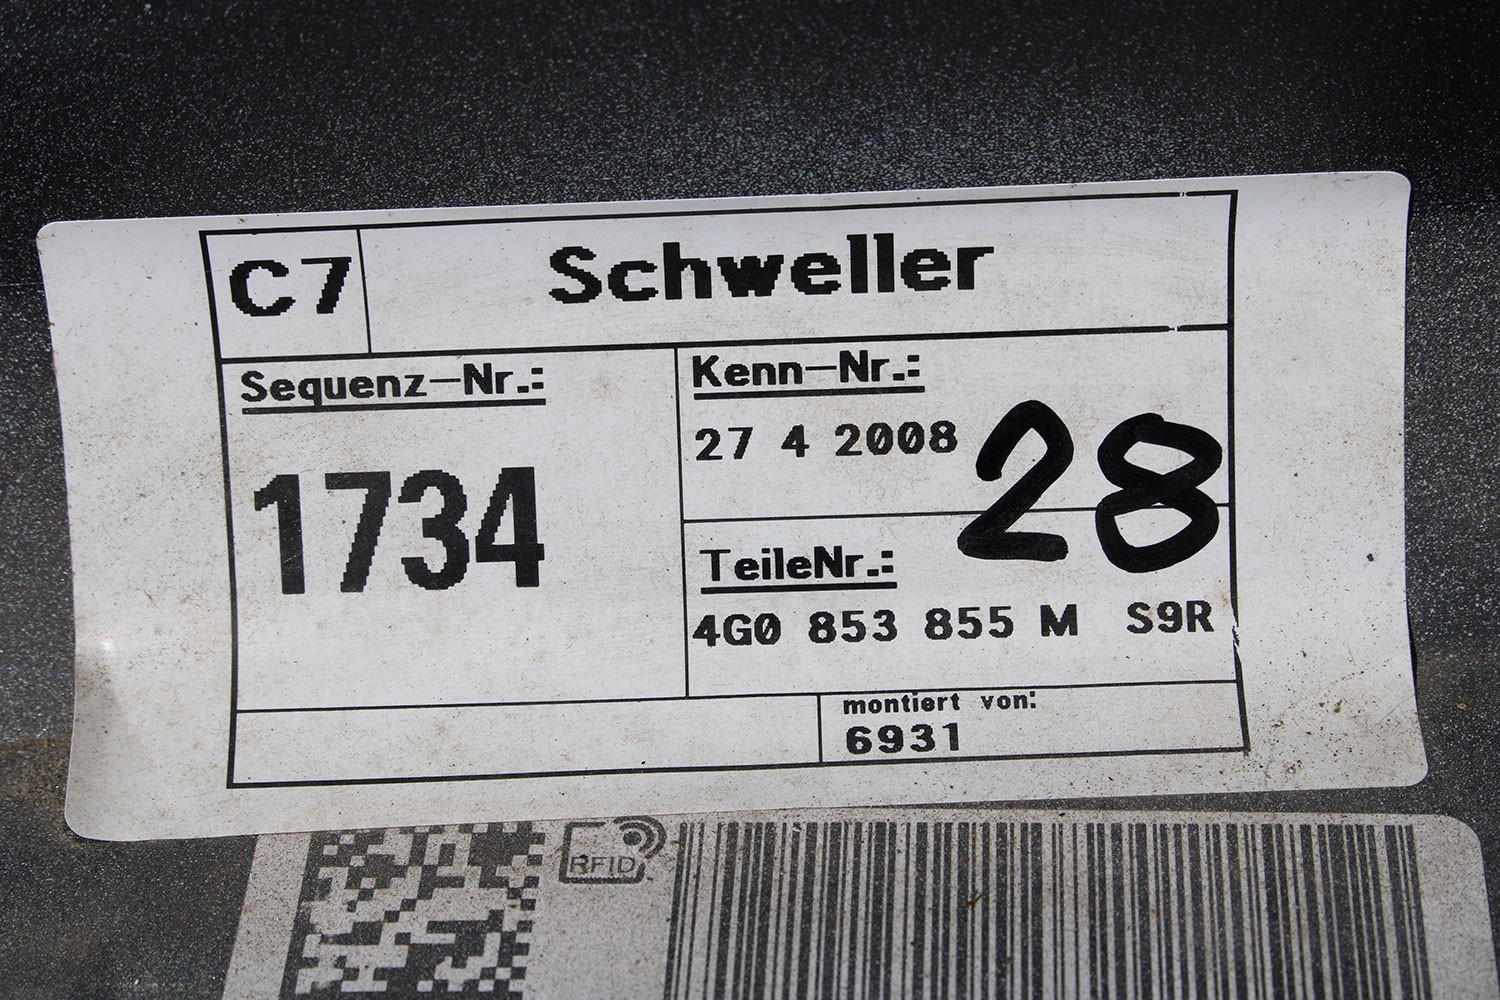 C7 Schweller
Sequenz-Nr.:
1734
Kenn-Nr.:
27 4 2008
28
TeileNr.:
4G0 853 855 M S9R
montiert von:
6931
RFID